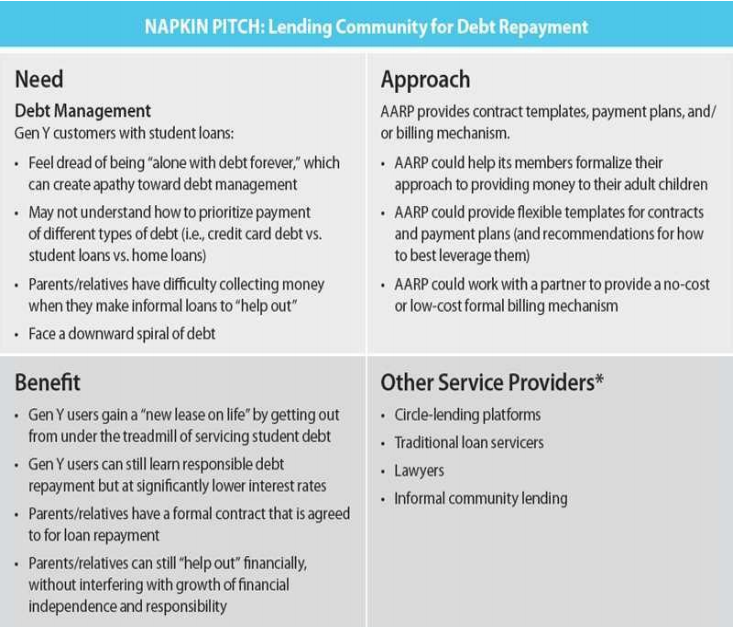 NAPKIN PITCH: Lending Community for Debt Repayment
Need
Debt Management
Gen Y customers with student loans:
• Feel dread of being “alone with debt forever,” which
can create apathy toward debt management
• May not understand how to prioritize payment
of different types of debt (i.e., credit card debt vs.
student loans vs. home loans)
• Parents/relatives have difficulty collecting money
when they make informal loans to “help out”
• Face a downward spiral of debt
Approach
AARP provides contract templates, payment plans, and/
or billing mechanism.
• AARP could help its members formalize their
approach to providing money to their adult children
• AARP could provide flexible templates for contracts
and payment plans (and recommendations for how
to best leverage them)
• AARP could work with a partner to provide a no-cost
or low-cost formal billing mechanism
Benefit
• Gen Y users gain a “new lease on life” by getting out
from under the treadmill of servicing student debt
• Gen Y users can still learn responsible debt
repayment but at significantly lower interest rates
• Parents/relatives have a formal contract that is agreed
to for loan repayment
• Parents/relatives can still “help out” financially,
without interfering with growth of financial
independence and responsibility
Other Service Providers*
• Circle-lending platforms
• Traditional loan servicers
• Lawyers
• Informal community lending